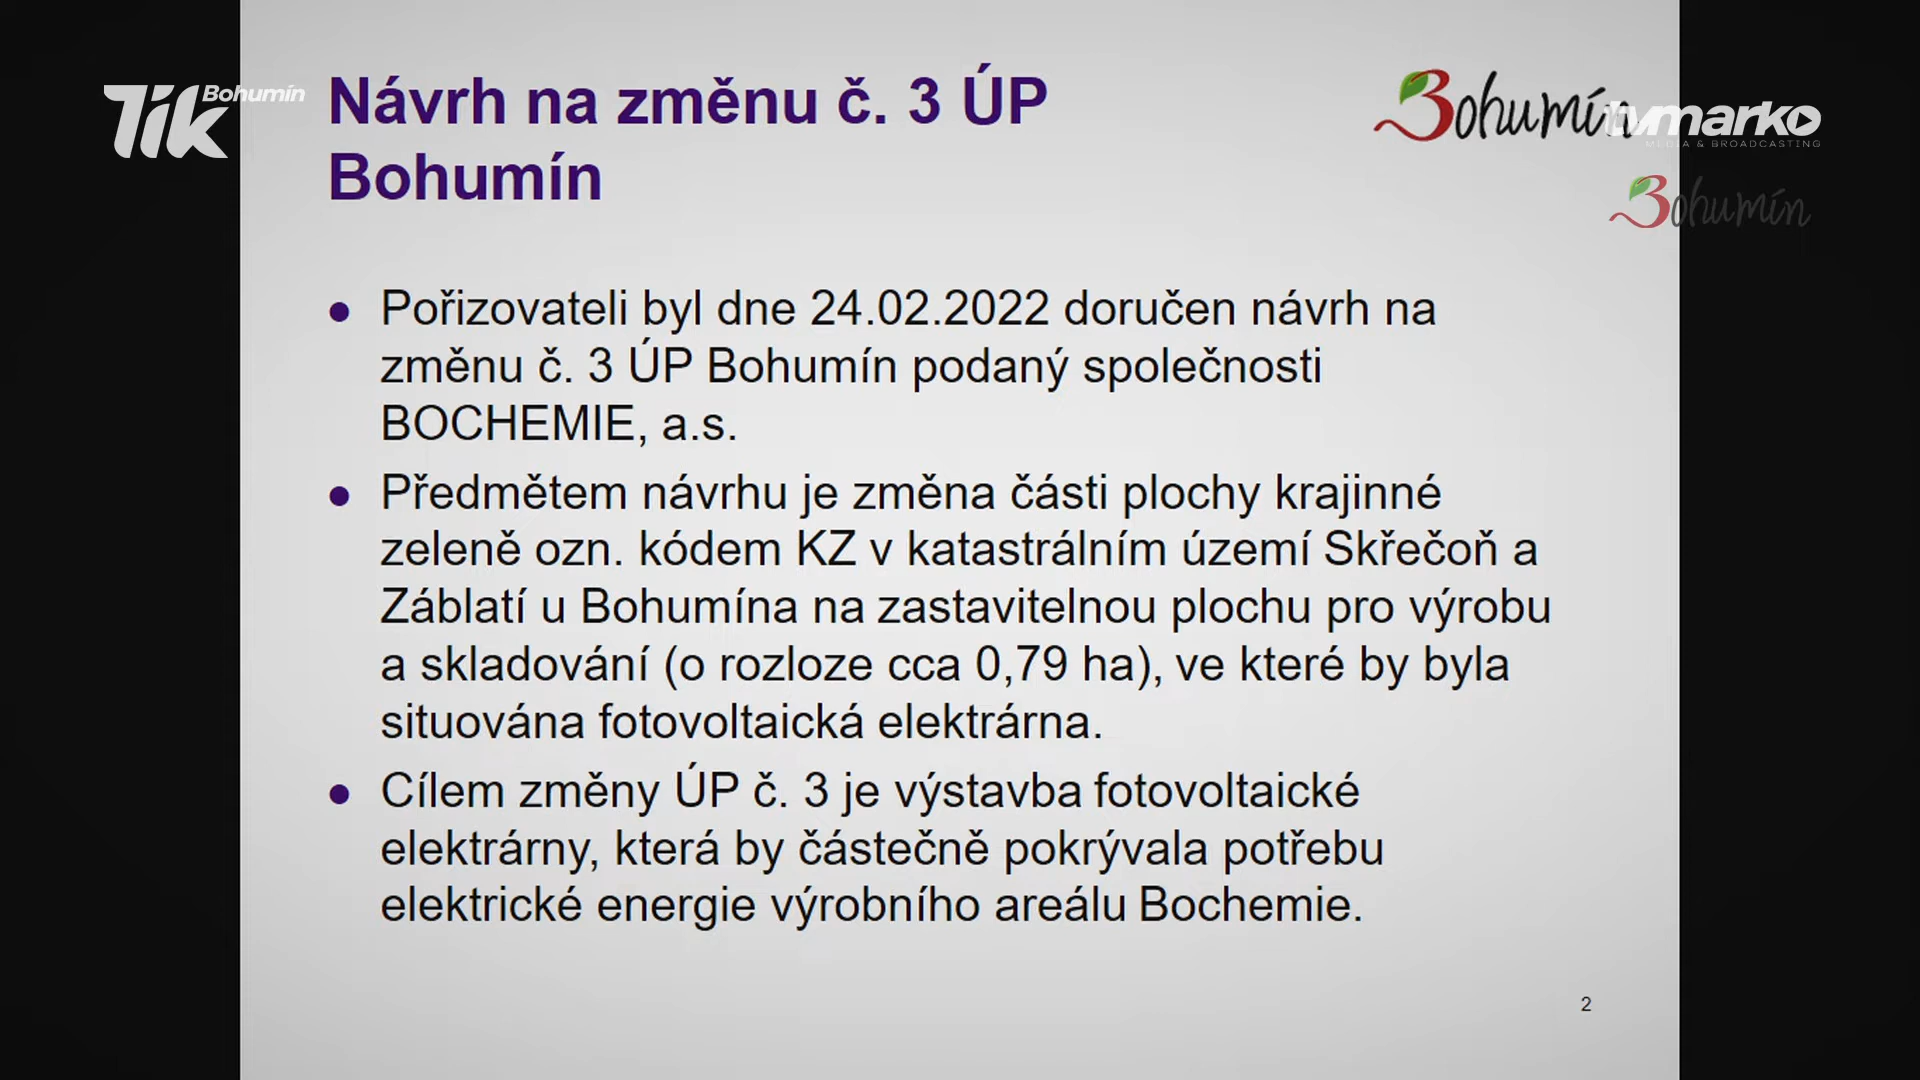 Tik Bohumín
Návrh na změnu č. 3 ÚP
Bohumín
Bohumín
tvmarko
MEDIA & BROADCASTING
Bohumín
Pořizovateli byl dne 24.02.2022 doručen návrh na
změnu č. 3 ÚP Bohumín podaný společnosti
BOCHEMIE, a.s.
Předmětem návrhu je změna části plochy krajinné
zeleně ozn. kódem KZ v katastrálním území Skřečoň a
Záblatí u Bohumína na zastavitelnou plochu pro výrobu
a skladování (o rozloze cca 0,79 ha), ve které by byla
situována fotovoltaická elektrárna.
Cílem změny ÚP č. 3 je výstavba fotovoltaické
elektrárny, která by částečně pokrývala potřebu
elektrické energie výrobního areálu Bochemie.
2